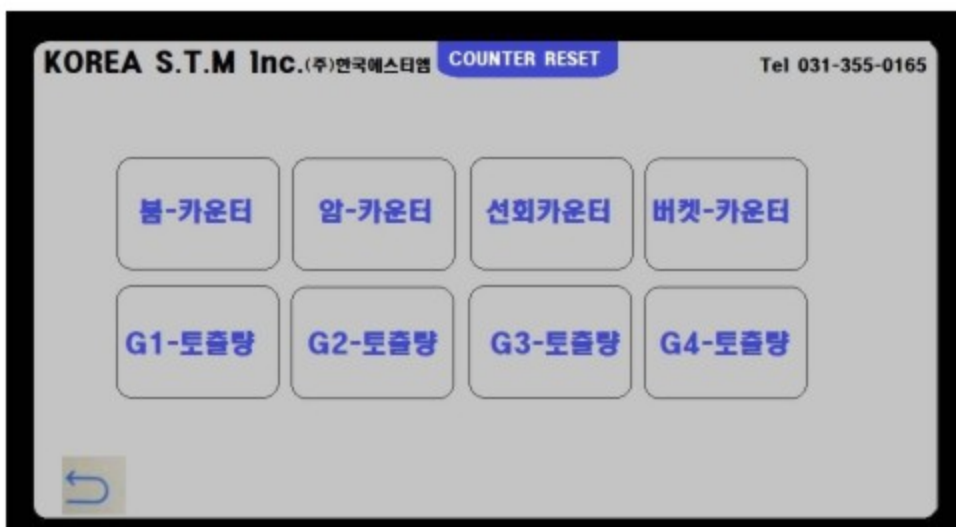 KOREA S.T.M Inc.(주)한국에스티엠 COUNTER RESET Tel 031-355-0165
붐-카운터 암-카운터 선회카운터 버켓-카운터
G1-토출량 G2-토출량 G3-토출량 G4-토출량